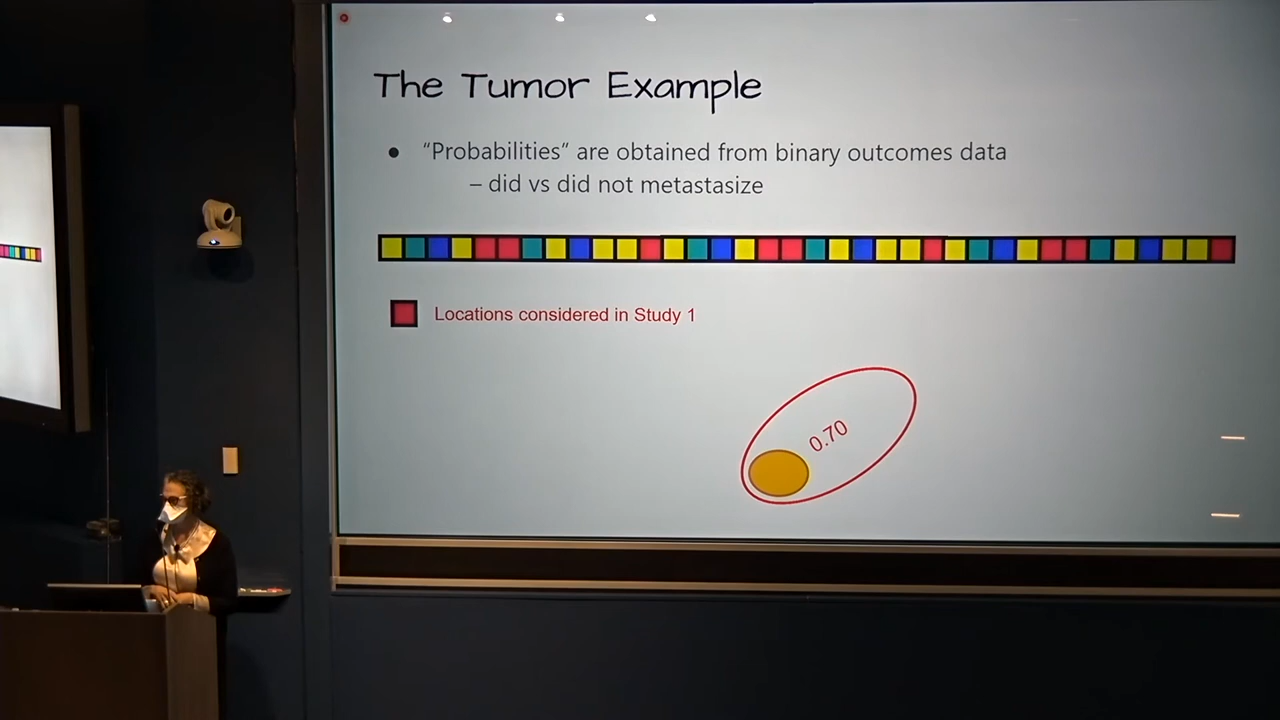 The Tumor Example
● “Probabilities“ are obtained from binary outcomes data
– did vs did not metastasize
Locations considered in Study 1
0.70